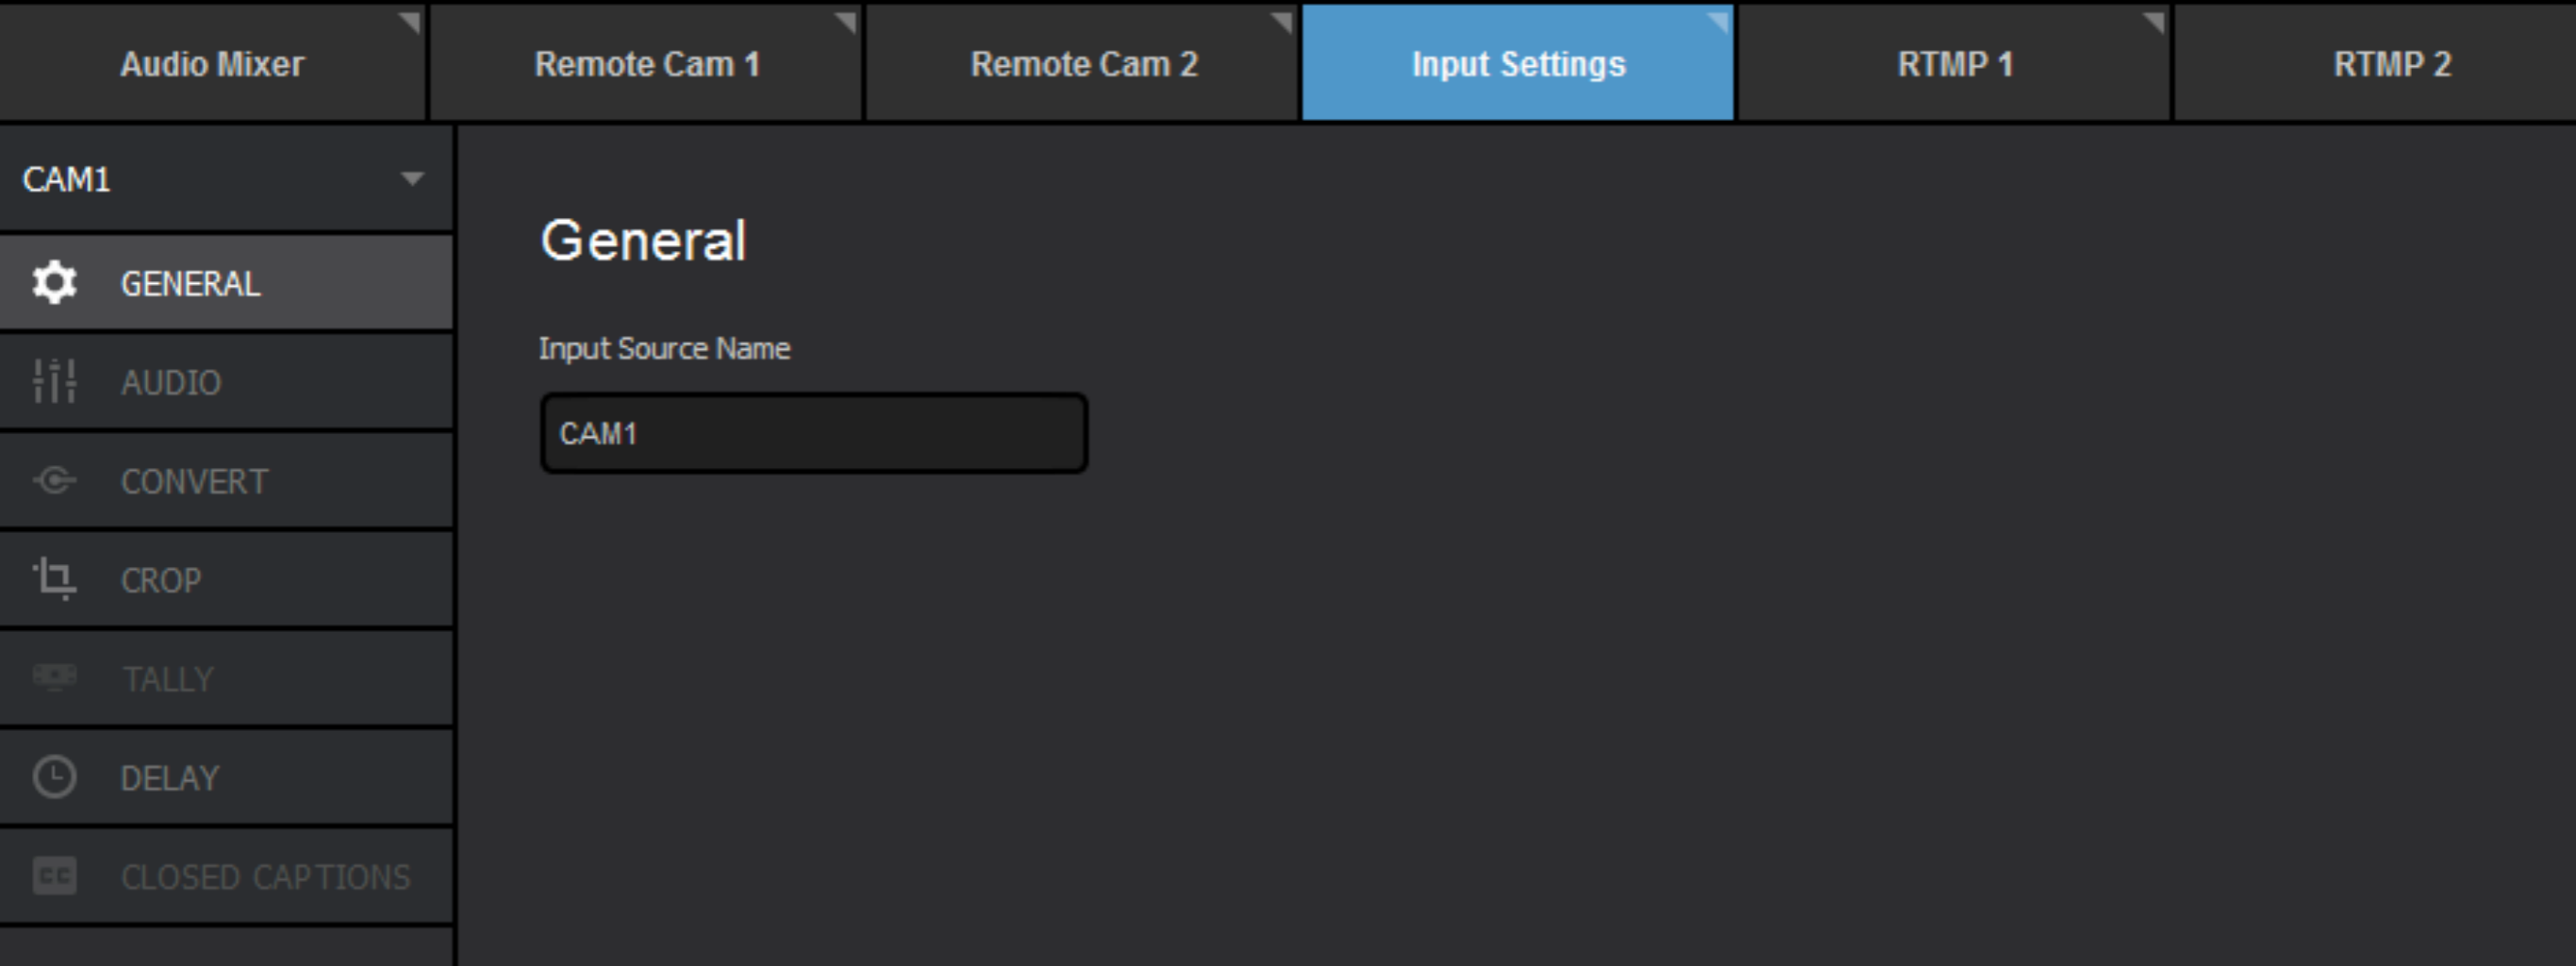 Audio Mixer
Remote Cam 1
Remote Cam 2
Input Settings
RTMP 1
RTMP 2
CAM1
GENERAL
AUDIO
CONVERT
CROP
TALLY
DELAY
CC CLOSED CAPTIONS
General
Input Source Name
CAM1